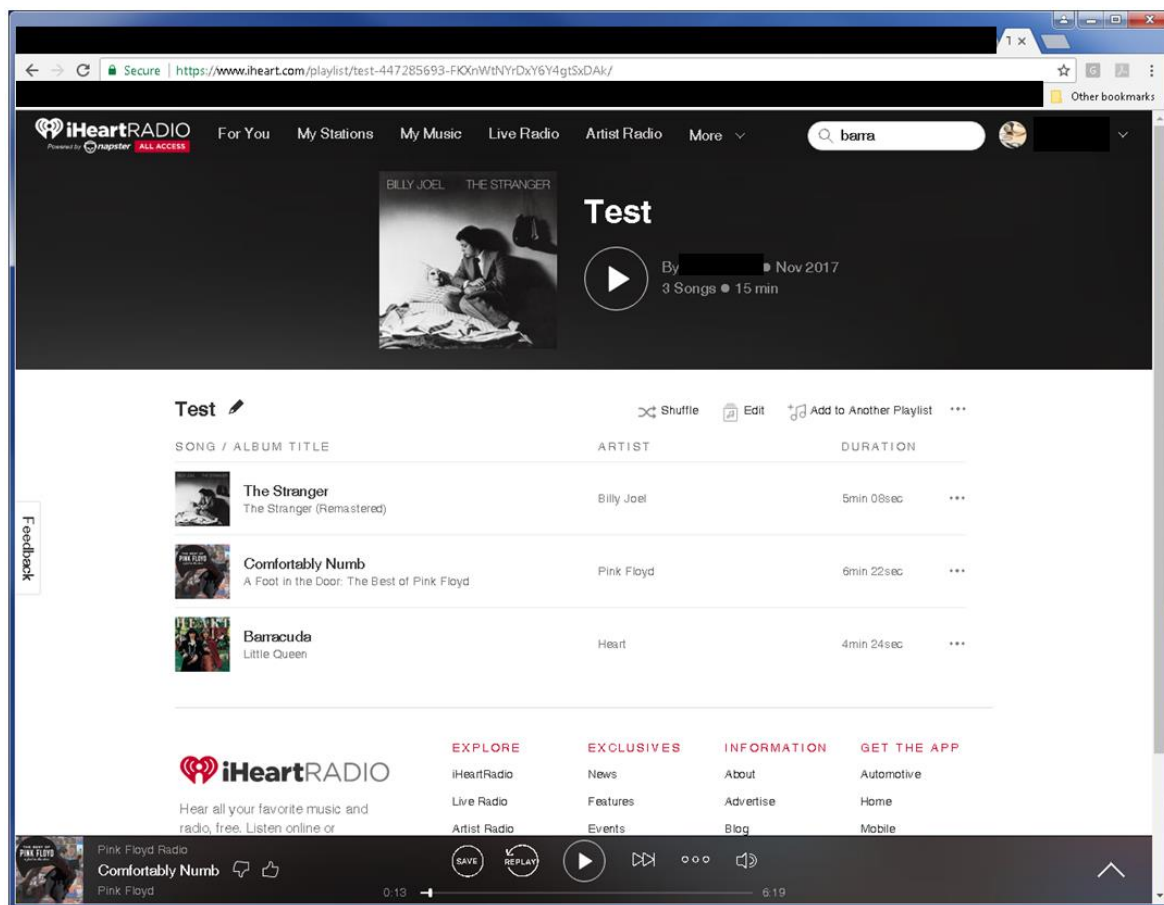 1 ×
Secure | https://www.iheart.com/playlist/test-447285693-FKXnWtNYrDxY6Y4gtSxDAk/
Other bookmarks
iHeartRADIO For You My Stations My Music Live Radio Artist Radio More barra
Powered by napster ALL ACCESS
BILLY JOEL THE STRANGER
Test
By Nov 2017
3 Songs • 15 min
Test Shuffle Edit Add to Another Playlist
SONG / ALBUM TITLE ARTIST DURATION
The Stranger
The Stranger (Remastered) Billy Joel 5min 08sec
Comfortably Numb
A Foot in the Door: The Best of Pink Floyd Pink Floyd 6min 22sec
Barracuda
Little Queen Heart 4min 24sec
Feedback
EXPLORE EXCLUSIVES INFORMATION GET THE APP
iHeartRADIO iHeartRadio News About Automotive
Hear all your favorite music and Live Radio Features Advertise Home
radio, free. Listen online or Artist Radio Events Blog Mobile
PINK FLOYD
Pink Floyd Radio
Comfortably Numb SAVE REPLAY
Pink Floyd 0:13 6:19